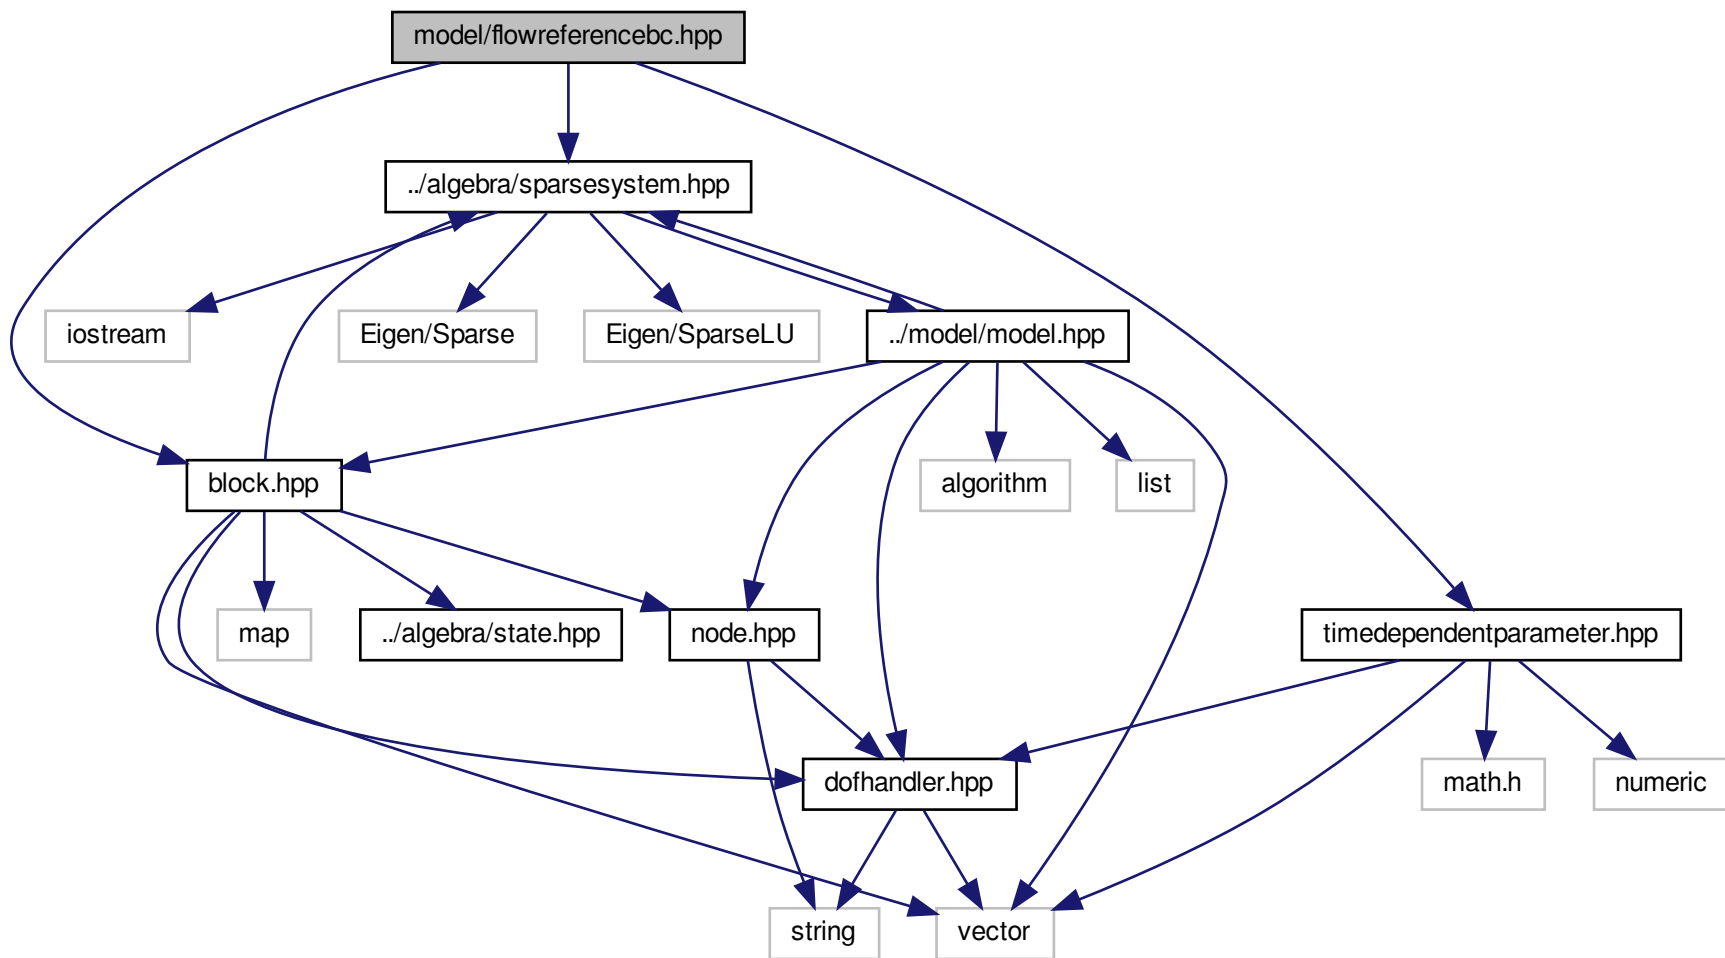 model/flowreferencebc.hpp
../algebra/sparsesystem.hpp
iostream
Eigen/Sparse
Eigen/SparseLU
../model/model.hpp
block.hpp
algorithm
list
map
../algebra/state.hpp
node.hpp
timedependentparameter.hpp
dofhandler.hpp
math.h
numeric
string
vector